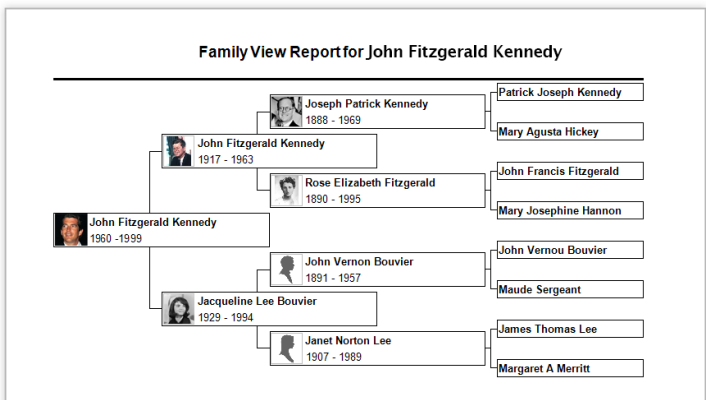 Family View Report for John Fitzgerald Kennedy
Patrick Joseph Kennedy
Joseph Patrick Kennedy
1888 - 1969
Mary Agusta Hickey
John Fitzgerald Kennedy
1917 - 1963
John Francis Fitzgerald
Rose Elizabeth Fitzgerald
1890 - 1995
Mary Josephine Hannon
John Fitzgerald Kennedy
1960 -1999
John Vernou Bouvier
John Vernon Bouvier
1891 - 1957
Maude Sergeant
Jacqueline Lee Bouvier
1929 - 1994
James Thomas Lee
Janet Norton Lee
1907 - 1989
Margaret A Merritt